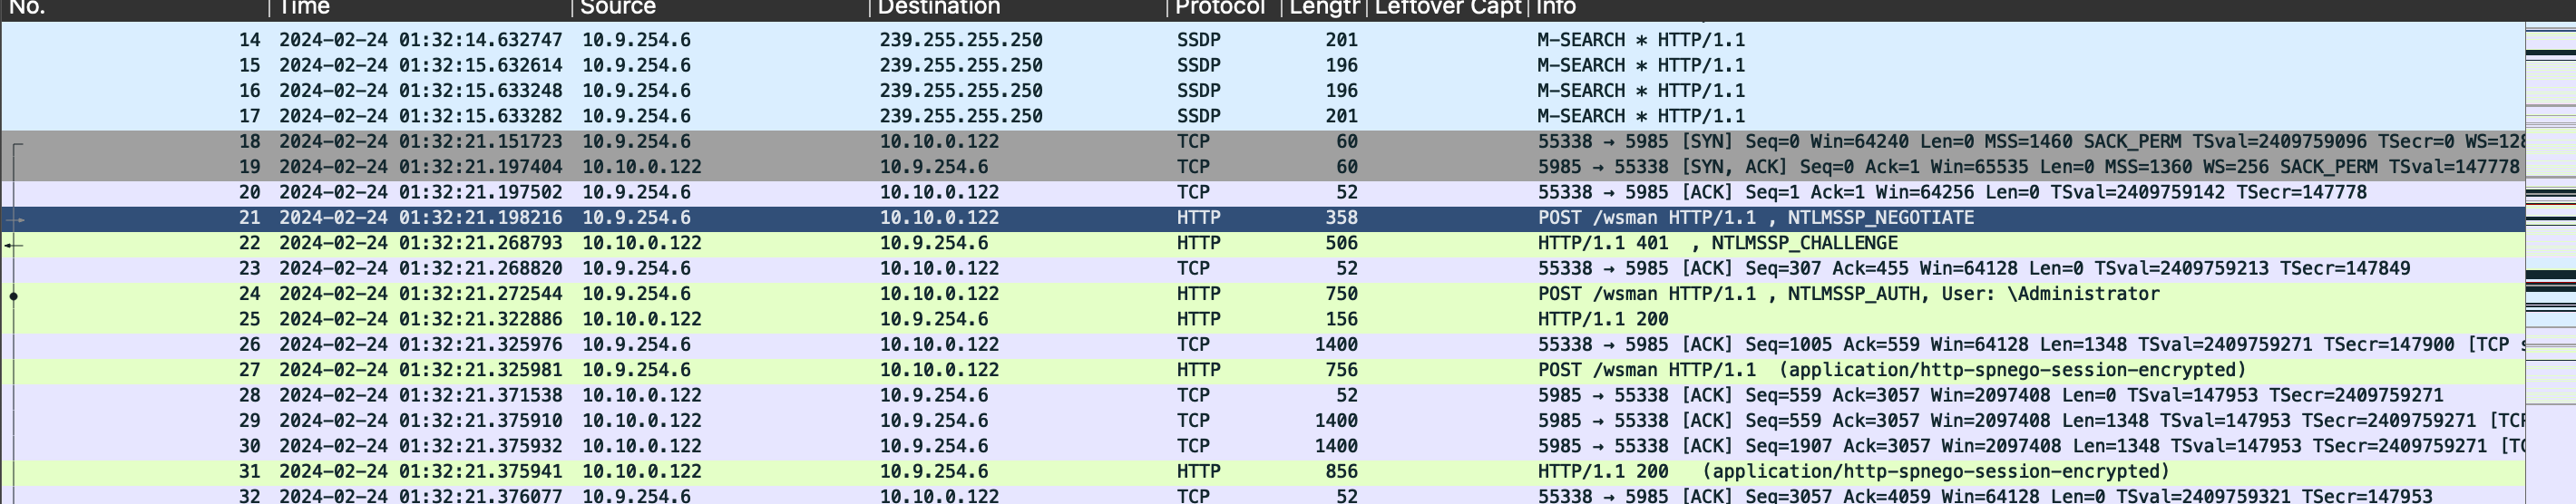 No. Time Source Destination Protocol Length Leftover Capt Info
14 2024-02-24 01:32:14.632747 10.9.254.6 239.255.255.250 SSDP 201 M-SEARCH * HTTP/1.1
15 2024-02-24 01:32:15.632614 10.9.254.6 239.255.255.250 SSDP 196 M-SEARCH * HTTP/1.1
16 2024-02-24 01:32:15.633248 10.9.254.6 239.255.255.250 SSDP 196 M-SEARCH * HTTP/1.1
17 2024-02-24 01:32:15.633282 10.9.254.6 239.255.255.250 SSDP 201 M-SEARCH * HTTP/1.1
18 2024-02-24 01:32:21.151723 10.9.254.6 10.10.0.122 TCP 60 55338 → 5985 [SYN] Seq=0 Win=64240 Len=0 MSS=1460 SACK_PERM TSval=2409759096 TSecr=0 WS=128
19 2024-02-24 01:32:21.197404 10.10.0.122 10.9.254.6 TCP 60 5985 → 55338 [SYN, ACK] Seq=0 Ack=1 Win=65535 Len=0 MSS=1360 WS=256 SACK_PERM TSval=147778
20 2024-02-24 01:32:21.197502 10.9.254.6 10.10.0.122 TCP 52 55338 → 5985 [ACK] Seq=1 Ack=1 Win=64256 Len=0 TSval=2409759142 TSecr=147778
21 2024-02-24 01:32:21.198216 10.9.254.6 10.10.0.122 HTTP 358 POST /wsman HTTP/1.1 , NTLMSSP_NEGOTIATE
22 2024-02-24 01:32:21.268793 10.10.0.122 10.9.254.6 HTTP 506 HTTP/1.1 401 , NTLMSSP_CHALLENGE
23 2024-02-24 01:32:21.268820 10.9.254.6 10.10.0.122 TCP 52 55338 → 5985 [ACK] Seq=307 Ack=455 Win=64128 Len=0 TSval=2409759213 TSecr=147849
24 2024-02-24 01:32:21.272544 10.9.254.6 10.10.0.122 HTTP 750 POST /wsman HTTP/1.1 , NTLMSSP_AUTH, User: \Administrator
25 2024-02-24 01:32:21.322886 10.10.0.122 10.9.254.6 HTTP 156 HTTP/1.1 200
26 2024-02-24 01:32:21.325976 10.9.254.6 10.10.0.122 TCP 1400 55338 → 5985 [ACK] Seq=1005 Ack=559 Win=64128 Len=1348 TSval=2409759271 TSecr=147900 [TCP
27 2024-02-24 01:32:21.325981 10.9.254.6 10.10.0.122 HTTP 756 POST /wsman HTTP/1.1 (application/http-spnego-session-encrypted)
28 2024-02-24 01:32:21.371538 10.10.0.122 10.9.254.6 TCP 52 5985 → 55338 [ACK] Seq=559 Ack=3057 Win=2097408 Len=0 TSval=147953 TSecr=2409759271
29 2024-02-24 01:32:21.375910 10.10.0.122 10.9.254.6 TCP 1400 5985 → 55338 [ACK] Seq=559 Ack=3057 Win=2097408 Len=1348 TSval=147953 TSecr=2409759271 [TCP
30 2024-02-24 01:32:21.375932 10.10.0.122 10.9.254.6 TCP 1400 5985 → 55338 [ACK] Seq=1907 Ack=3057 Win=2097408 Len=1348 TSval=147953 TSecr=2409759271 [TC
31 2024-02-24 01:32:21.375941 10.10.0.122 10.9.254.6 HTTP 856 HTTP/1.1 200 (application/http-spnego-session-encrypted)
32 2024-02-24 01:32:21.376077 10.9.254.6 10.10.0.122 TCP 52 55338 → 5985 [ACK] Seq=3057 Ack=4059 Win=64128 Len=0 TSval=2409759321 TSecr=147953